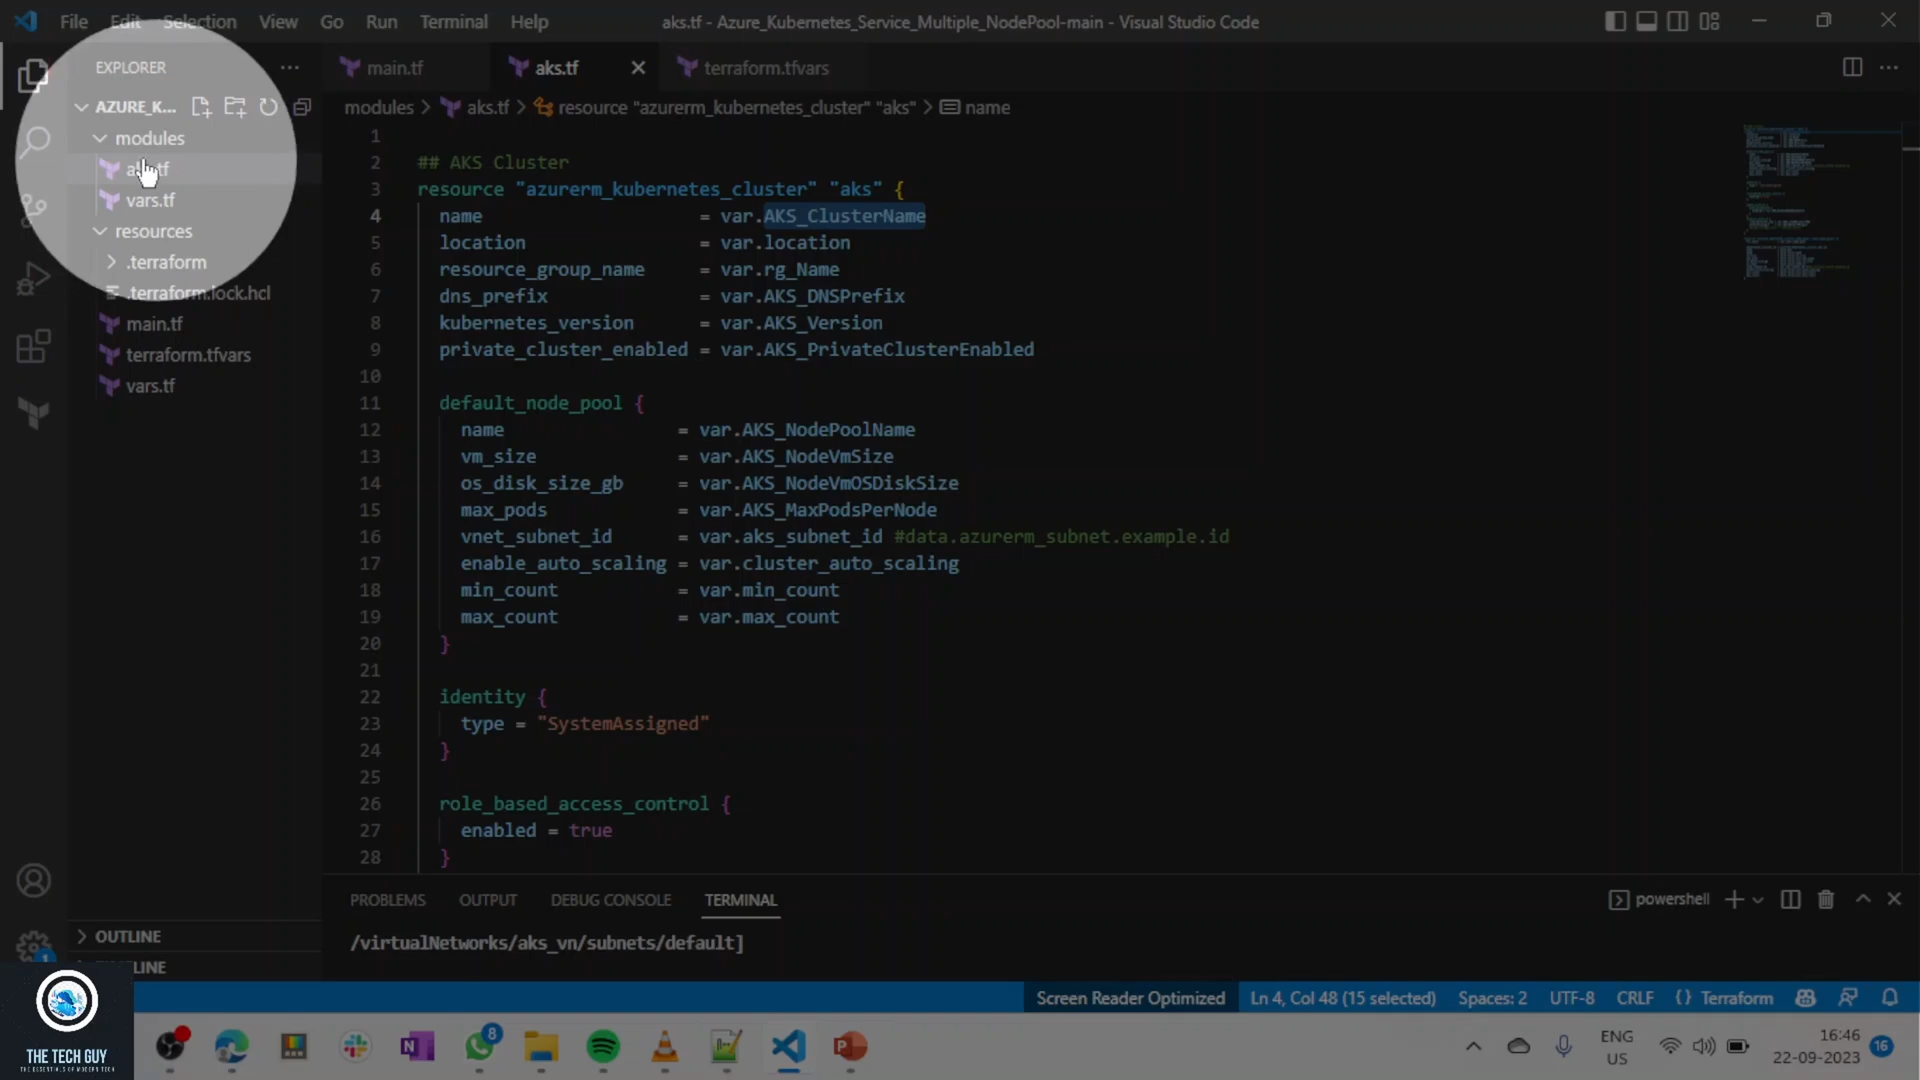 File Edit Selection View Go Run Terminal Help
aks.tf - Azure_Kubernetes_Service_Multiple_NodePool-main - Visual Studio Code
EXPLORER
AZURE_K...
modules
vars.tf
resources
.terraform
.terraform.lock.hcl
main.tf
terraform.tfvars
vars.tf
OUTLINE
main.tf aks.tf terraform.tfvars
modules > aks.tf > resource "azurerm_kubernetes_cluster" "aks" > name
1
2 ## AKS Cluster
3 resource "azurerm_kubernetes_cluster" "aks" {
4 name = var.AKS_ClusterName
5 location = var.location
6 resource_group_name = var.rg_Name
7 dns_prefix = var.AKS_DNSPrefix
8 kubernetes_version = var.AKS_Version
9 private_cluster_enabled = var.AKS_PrivateClusterEnabled
10
11 default_node_pool {
12 name = var.AKS_NodePoolName
13 vm_size = var.AKS_NodeVmSize
14 os_disk_size_gb = var.AKS_NodeVmOSDiskSize
15 max_pods = var.AKS_MaxPodsPerNode
16 vnet_subnet_id = var.aks_subnet_id #data.azurerm_subnet.example.id
17 enable_auto_scaling = var.cluster_auto_scaling
18 min_count = var.min_count
19 max_count = var.max_count
20 }
21
22 identity {
23 type = "SystemAssigned"
24 }
25
26 role_based_access_control {
27 enabled = true
28 }
PROBLEMS OUTPUT DEBUG CONSOLE TERMINAL
powershell
/virtualNetworks/aks_vn/subnets/default]
1
Screen Reader Optimized Ln 4, Col 48 (15 selected) Spaces: 2 UTF-8 CRLF {} Terraform
THE TECH GUY
THE ESSENTIALS OF MODERN TECH
8
ENG
US
16:46
22-09-2023
16